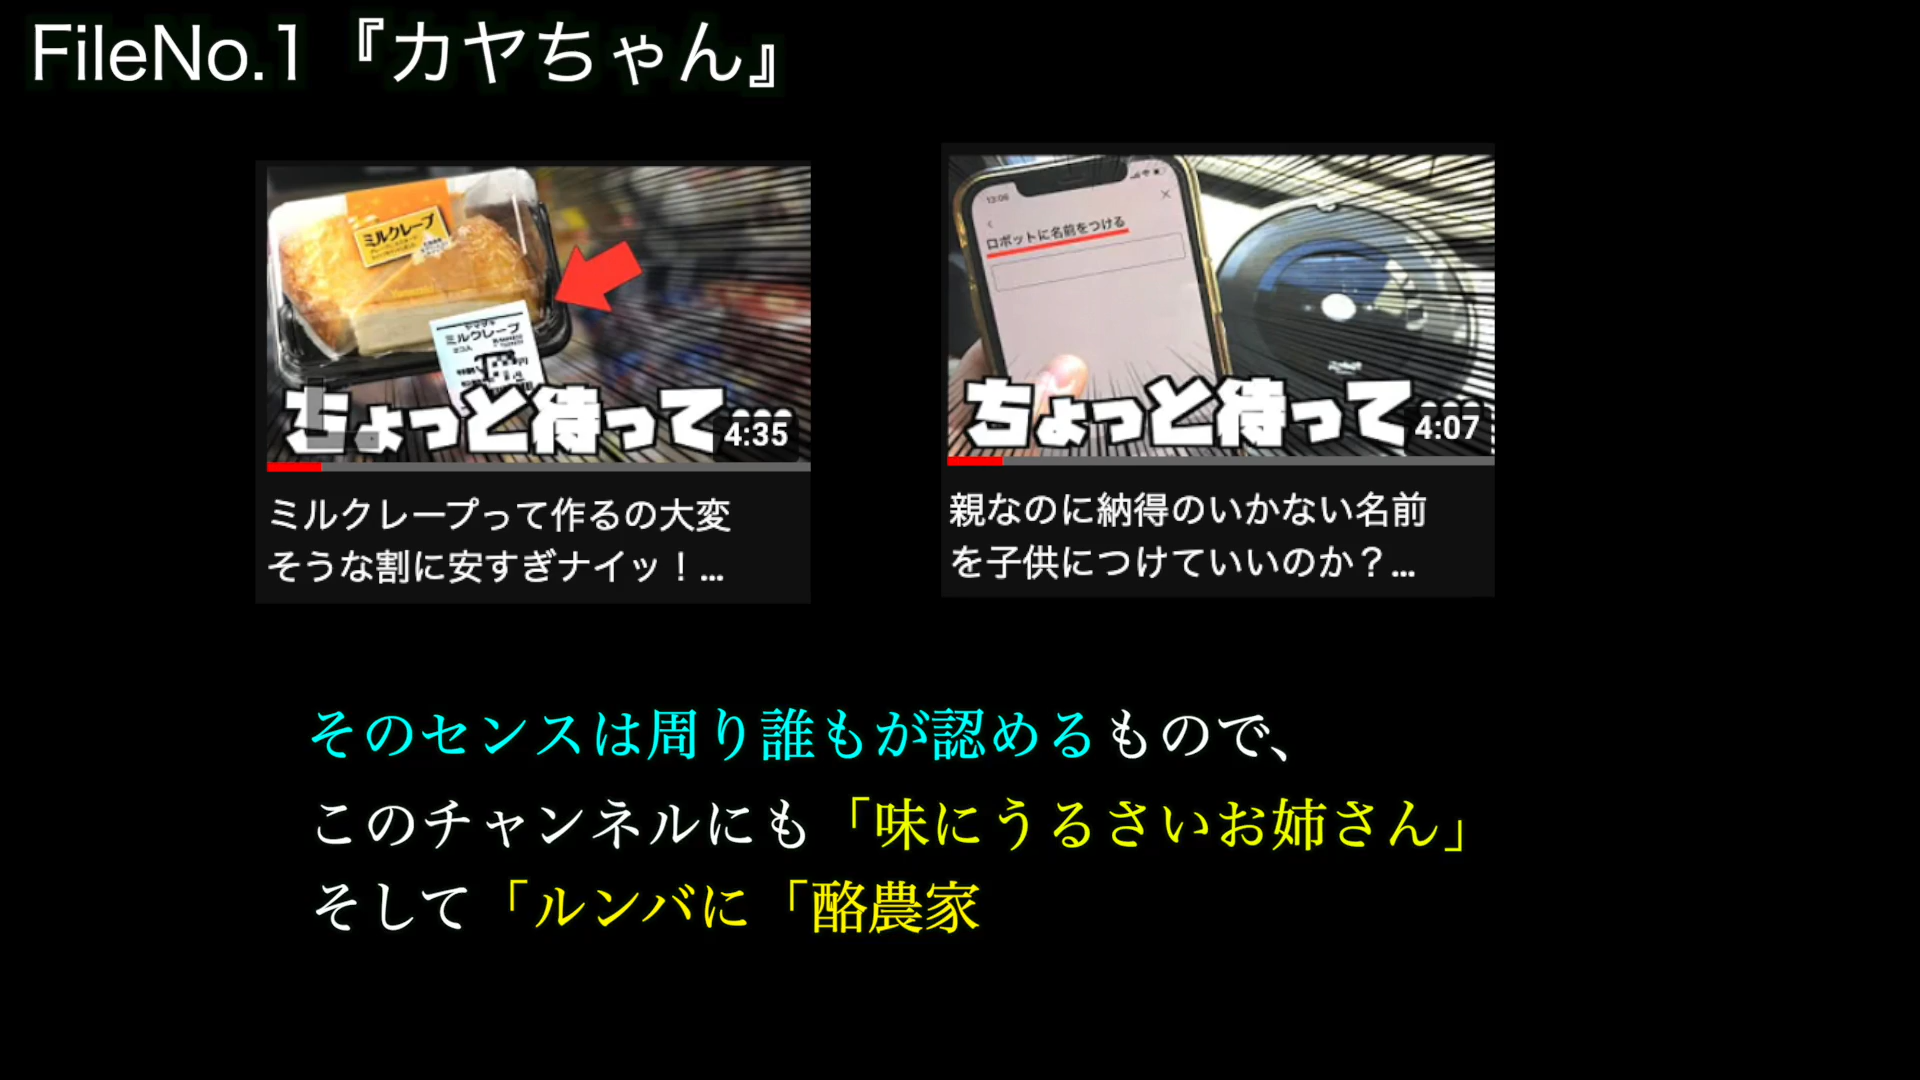 FileNo.1『カヤちゃん』
ミルクレープ
ミルクレープ
ちょっと待って...
4:35
ミルクレープって作るの大変
そうな割に安すぎナイッ！...
13:06
ロボットに名前をつける
ちょっと待って...
4:07
親なのに納得のいかない名前
を子供につけていいのか？...
そのセンスは周り誰もが認めるもので、
このチャンネルにも「味にうるさいお姉さん」
そして「ルンバに「酪農家